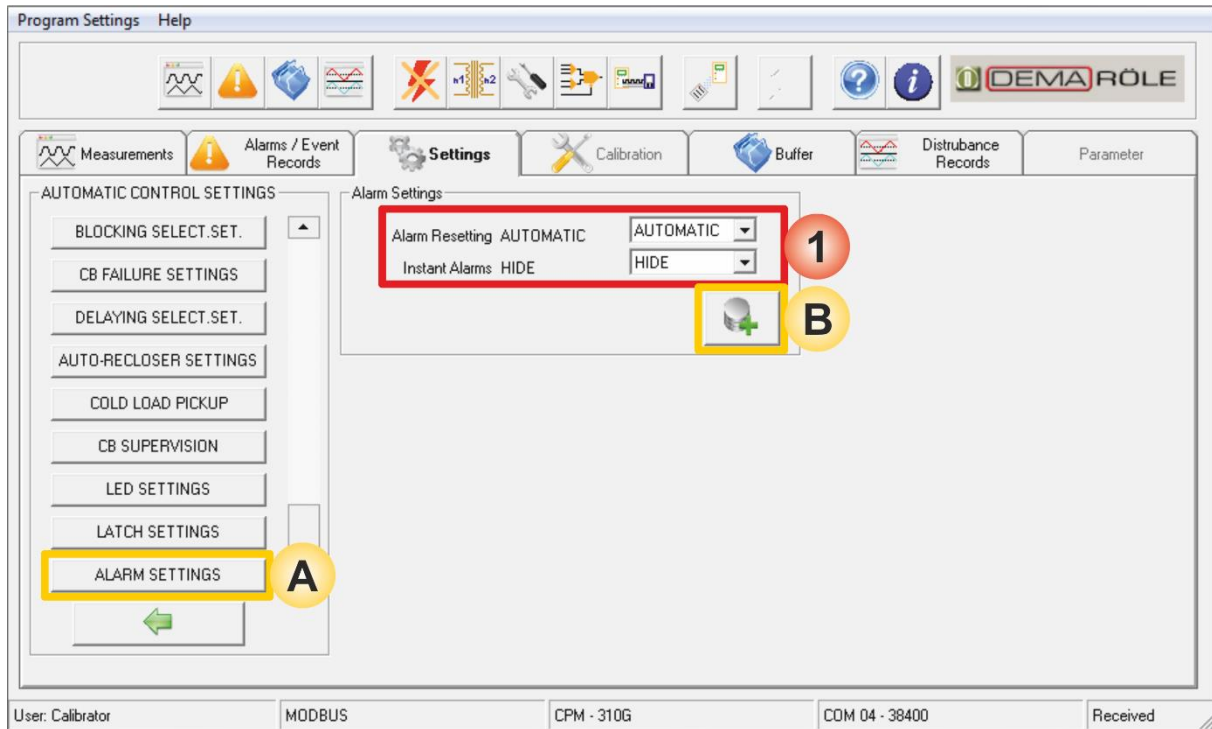 Program Settings Help
h1 h2
DEMA RÖLE
Measurements
Alarms / Event
Records
Settings
Calibration
Buffer
Distrubance
Records
Parameter
AUTOMATIC CONTROL SETTINGS
BLOCKING SELECT.SET.
CB FAILURE SETTINGS
DELAYING SELECT.SET.
AUTO-RECLOSER SETTINGS
COLD LOAD PICKUP
CB SUPERVISION
LED SETTINGS
LATCH SETTINGS
ALARM SETTINGS
A
Alarm Settings
Alarm Resetting AUTOMATIC AUTOMATIC
Instant Alarms HIDE HIDE
1
B
User: Calibrator MODBUS CPM - 310G COM 04 - 38400 Received